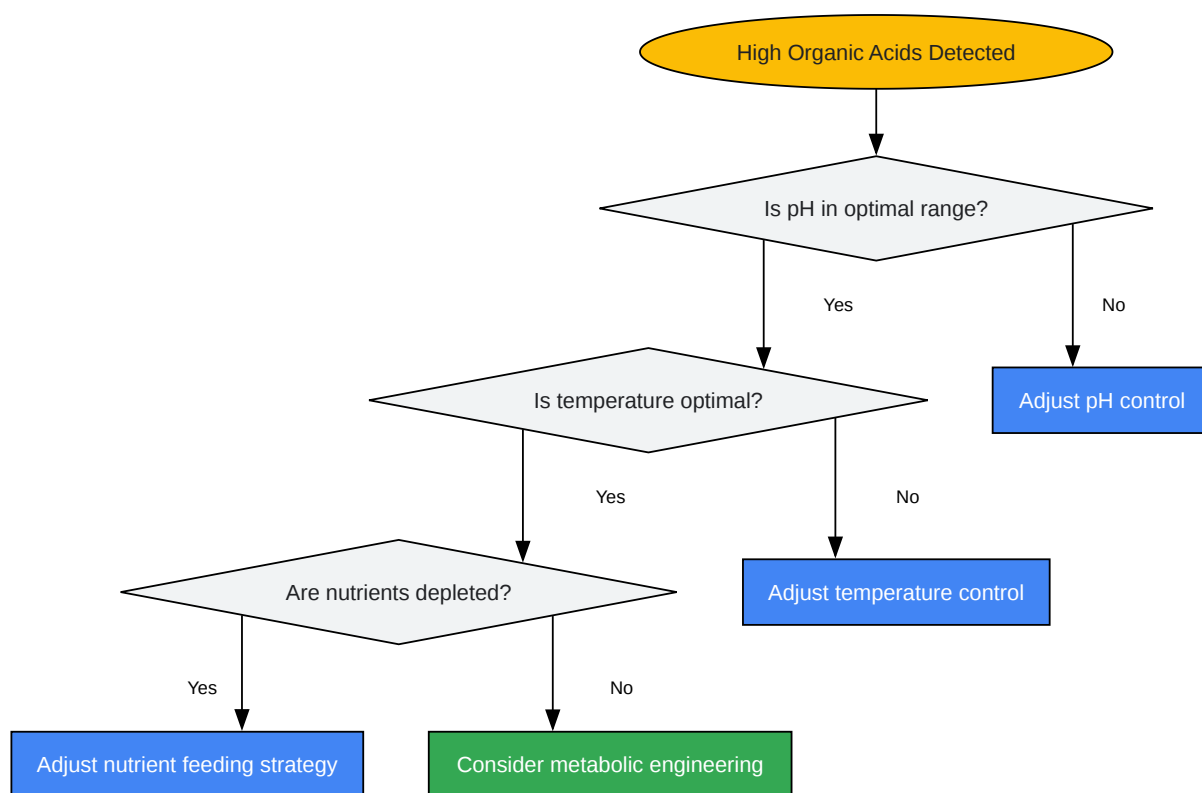 High Organic Acids Detected
Is pH in optimal range?
Yes
No
Is temperature optimal?
Adjust pH control
Yes
No
Are nutrients depleted?
Adjust temperature control
Yes
No
Adjust nutrient feeding strategy
Consider metabolic engineering